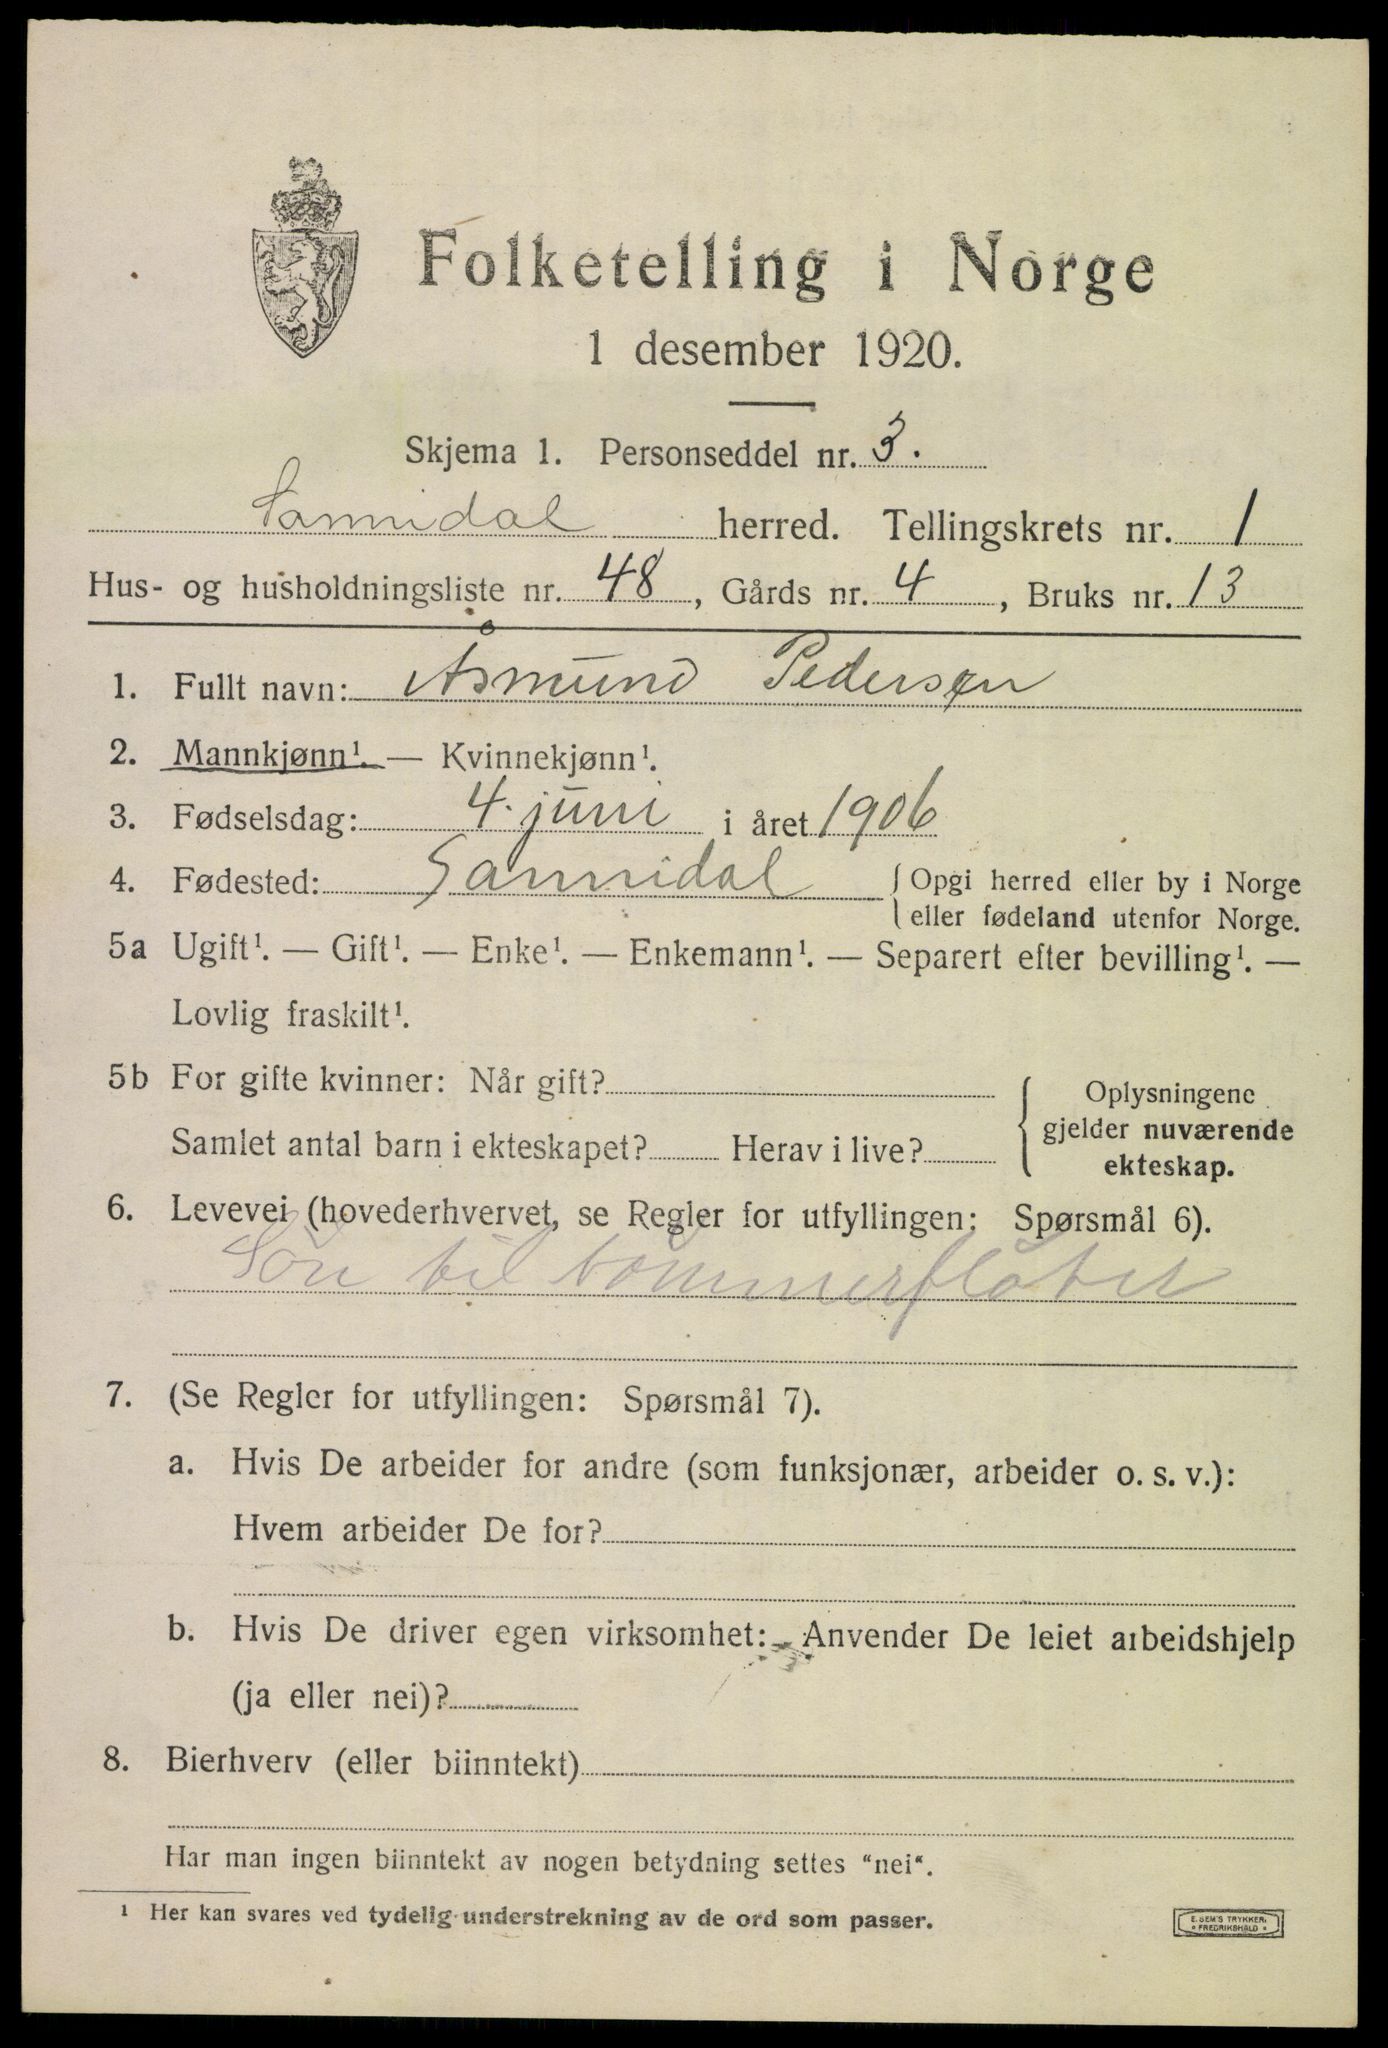 Folketelling i Norge
1 desember 1920.
Skjema 1. Personseddel nr. 3.
Sannidal herred. Tellingskrets nr. 1
Hus- og husholdningsliste nr. 48, Gårds nr. 4, Bruks nr. 13
1. Fullt navn: Åsmund Pedersen
2. Mannkjønn¹. — Kvinnekjønn¹.
3. Fødselsdag: 4. juni i året 1906
4. Fødested: Sannidal { Opgi herred eller by i Norge
eller fødeland utenfor Norge.
5a Ugift¹. — Gift¹. — Enke¹. — Enkemann¹. — Separert efter bevilling¹. —
Lovlig fraskilt¹.
5b For gifte kvinner: Når gift?
Samlet antal barn i ekteskapet? Herav i live?
{ Oplysningene
gjelder nuværende
ekteskap.
6. Levevei (hovederhvervet, se Regler for utfyllingen: Spørsmål 6).
Søn til tømmerfløter
7. (Se Regler for utfyllingen: Spørsmål 7).
a. Hvis De arbeider for andre (som funksjonær, arbeider o. s. v.):
Hvem arbeider De for?
b. Hvis De driver egen virksomhet: Anvender De leiet arbeidshjelp
(ja eller nei)?
8. Bierhverv (eller biinntekt)
Har man ingen biinntekt av nogen betydning settes "nei".
¹ Her kan svares ved tydelig understrekning av de ord som passer.
E. SEM'S TRYKKERI
* FREDRIKSHALD *